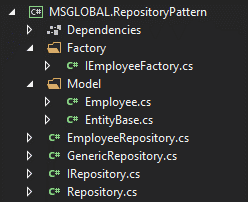 C# MSGLOBAL.RepositoryPattern
Dependencies
Factory
C# IEmployeeFactory.cs
Model
C# Employee.cs
C# EntityBase.cs
C# EmployeeRepository.cs
C# GenericRepository.cs
C# IRepository.cs
C# Repository.cs